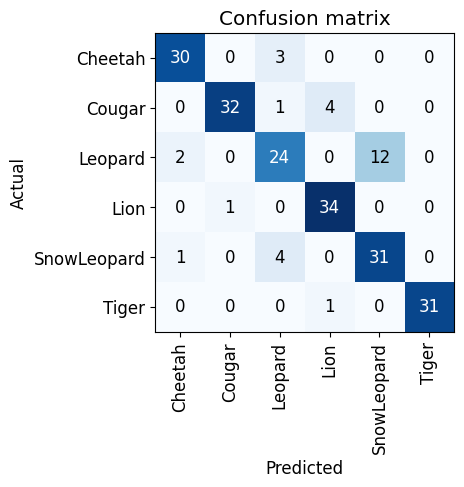 Confusion matrix
Actual
Cheetah 30 0 3 0 0 0
Cougar 0 32 1 4 0 0
Leopard 2 0 24 0 12 0
Lion 0 1 0 34 0 0
SnowLeopard 1 0 4 0 31 0
Tiger 0 0 0 1 0 31
Cheetah Cougar Leopard Lion SnowLeopard Tiger
Predicted